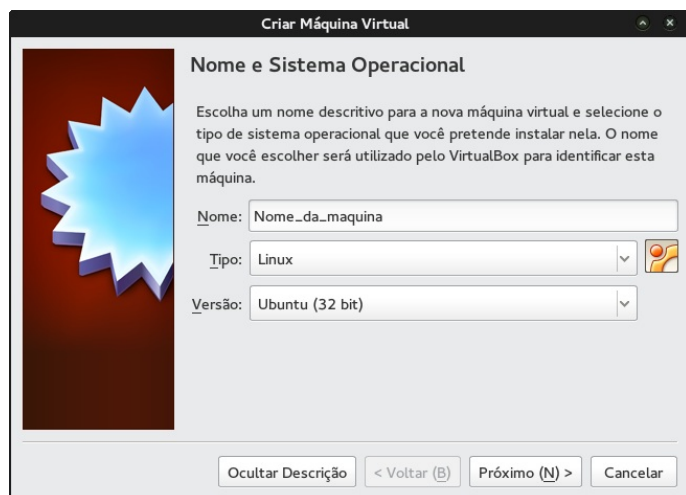 Criar Máquina Virtual
Nome e Sistema Operacional
Escolha um nome descritivo para a nova máquina virtual e selecione o
tipo de sistema operacional que você pretende instalar nela. O nome
que você escolher será utilizado pelo VirtualBox para identificar esta
máquina.
Nome: Nome_da_maquina
Tipo: Linux
Versão: Ubuntu (32 bit)
Ocultar Descrição < Voltar (B) Próximo (N) > Cancelar